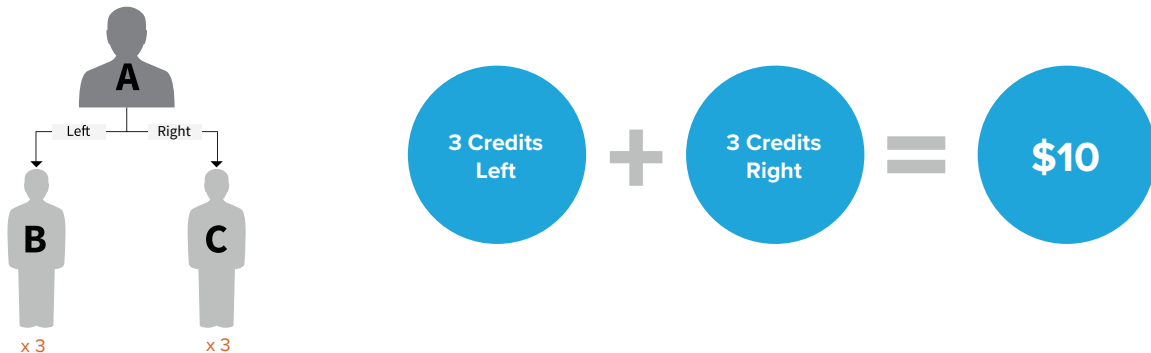 A
Left
Right
B
C
x 3
x 3
3 Credits
Left
+
3 Credits
Right
=
$10